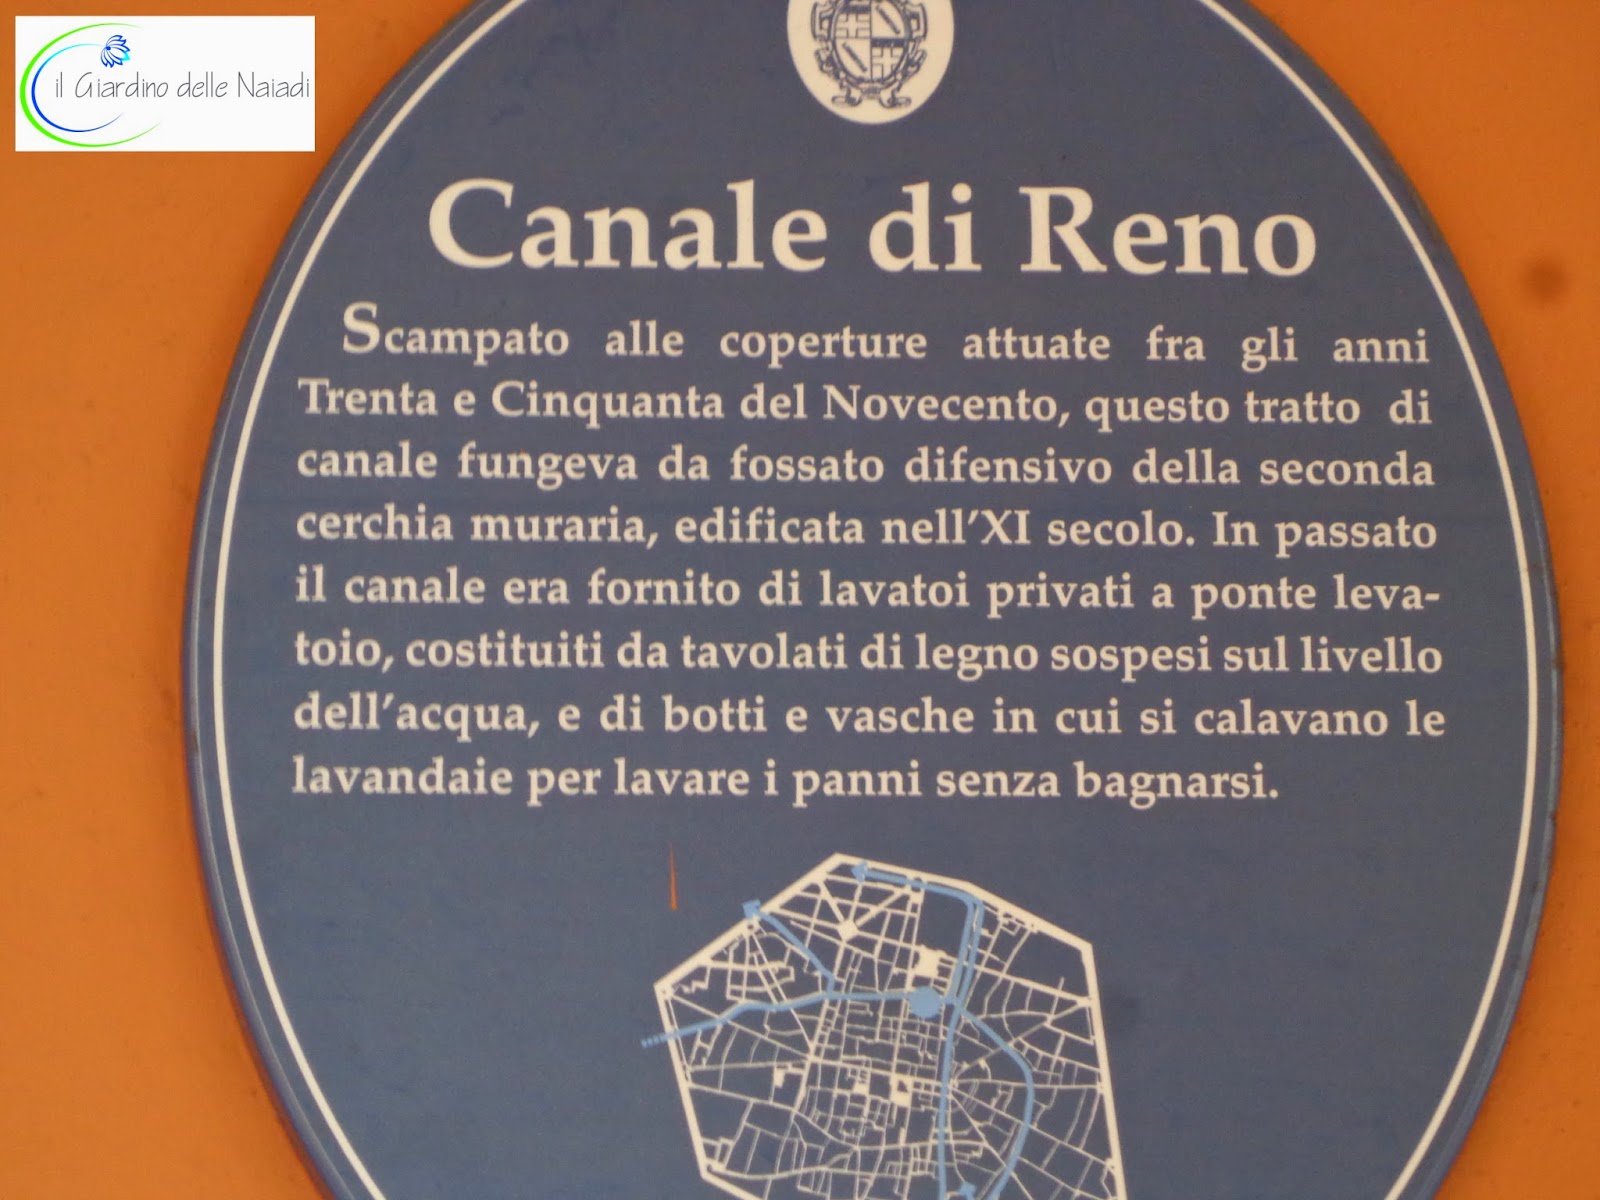 il Giardino delle Naiadi
Canale di Reno
Scampato alle coperture attuate fra gli anni
Trenta e Cinquanta del Novecento, questo tratto di
canale fungeva da fossato difensivo della seconda
cerchia muraria, edificata nell'XI secolo. In passato
il canale era fornito di lavatoi privati a ponte leva-
toio, costituiti da tavolati di legno sospesi sul livello
dell'acqua, e di botti e vasche in cui si calavano le
lavandaie per lavare i panni senza bagnarsi.